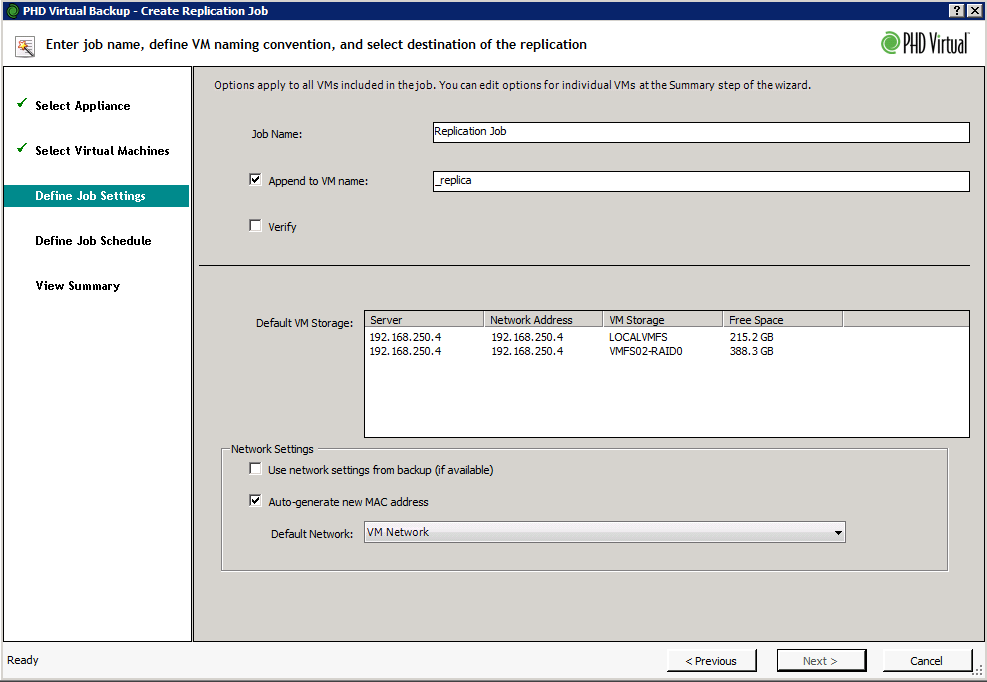 PHD Virtual Backup - Create Replication Job
Enter job name, define VM naming convention, and select destination of the replication
PHD Virtual
Select Appliance
Select Virtual Machines
Define Job Settings
Define Job Schedule
View Summary
Options apply to all VMs included in the job. You can edit options for individual VMs at the Summary step of the wizard.
Job Name: Replication Job
Append to VM name: _replica
Verify
Default VM Storage:
Server Network Address VM Storage Free Space
192.168.250.4 192.168.250.4 LOCALVMFS 215.2 GB
192.168.250.4 192.168.250.4 VMFS02-RAID0 388.3 GB
Network Settings
Use network settings from backup (if available)
Auto-generate new MAC address
Default Network: VM Network
Ready
< Previous Next > Cancel